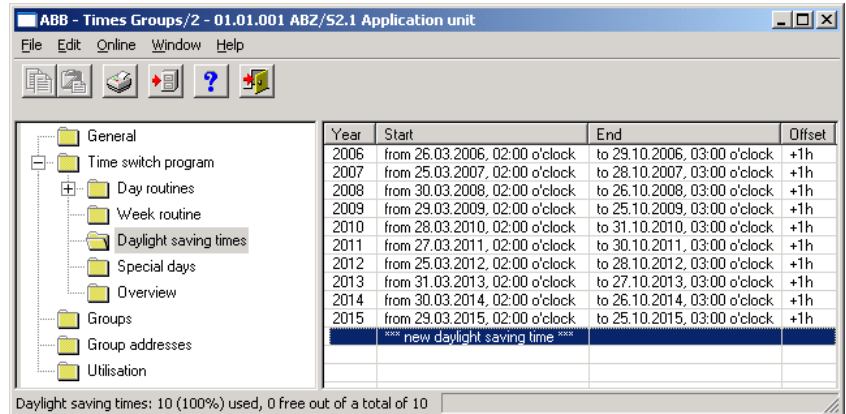 ABB - Times Groups/2 - 01.01.001 ABZ/S2.1 Application unit
File Edit Online Window Help
General
Time switch program
Day routines
Week routine
Daylight saving times
Special days
Overview
Groups
Group addresses
Utilisation
Year Start End Offset
2006 from 26.03.2006, 02:00 o'clock to 29.10.2006, 03:00 o'clock +1h
2007 from 25.03.2007, 02:00 o'clock to 28.10.2007, 03:00 o'clock +1h
2008 from 30.03.2008, 02:00 o'clock to 26.10.2008, 03:00 o'clock +1h
2009 from 29.03.2009, 02:00 o'clock to 25.10.2009, 03:00 o'clock +1h
2010 from 28.03.2010, 02:00 o'clock to 31.10.2010, 03:00 o'clock +1h
2011 from 27.03.2011, 02:00 o'clock to 30.10.2011, 03:00 o'clock +1h
2012 from 25.03.2012, 02:00 o'clock to 28.10.2012, 03:00 o'clock +1h
2013 from 31.03.2013, 02:00 o'clock to 27.10.2013, 03:00 o'clock +1h
2014 from 30.03.2014, 02:00 o'clock to 26.10.2014, 03:00 o'clock +1h
2015 from 29.03.2015, 02:00 o'clock to 25.10.2015, 03:00 o'clock +1h
*** new daylight saving time ***
Daylight saving times: 10 (100%) used, 0 free out of a total of 10